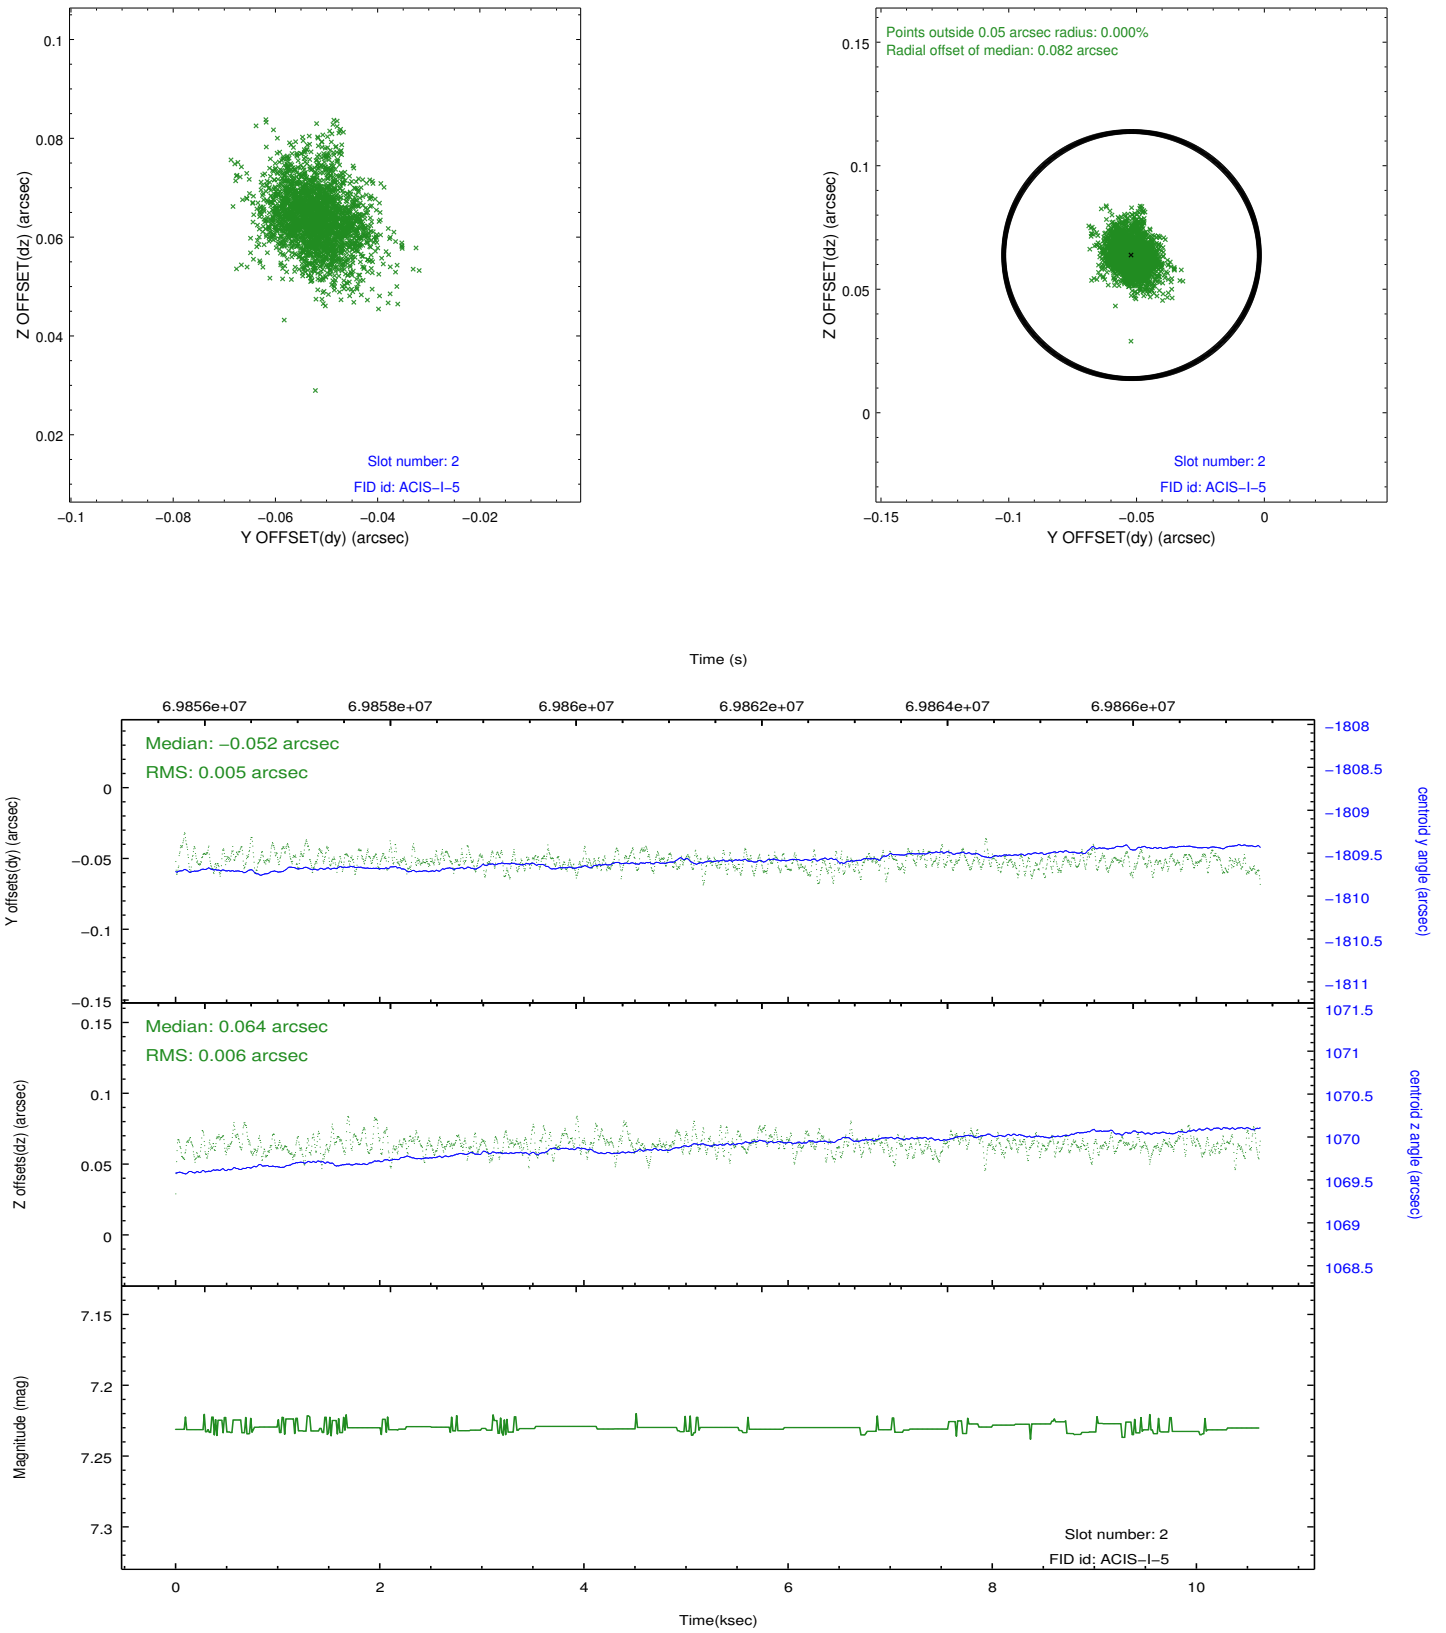 0.1
0.08
0.06
0.04
0.02
Z OFFSET(dz) (arcsec)
Slot number: 2
FID id: ACIS−I−5
−0.1 −0.08 −0.06 −0.04 −0.02
Y OFFSET(dy) (arcsec)
Points outside 0.05 arcsec radius: 0.000%
Radial offset of median: 0.082 arcsec
0.15
0.1
0.05
0
Z OFFSET(dz) (arcsec)
Slot number: 2
FID id: ACIS−I−5
−0.15 −0.1 −0.05 0
Y OFFSET(dy) (arcsec)
Time (s)
6.9856e+07 6.9858e+07 6.986e+07 6.9862e+07 6.9864e+07 6.9866e+07
Median: −0.052 arcsec
RMS: 0.005 arcsec
0
−0.05
−0.1
−0.15
Y offsets(dy) (arcsec)
−1808
−1808.5
−1809
−1809.5
−1810
−1810.5
−1811
centroid y angle (arcsec)
Median: 0.064 arcsec
RMS: 0.006 arcsec
0.15
0.1
0.05
0
Z offsets(dz) (arcsec)
1071.5
1071
1070.5
1070
1069.5
1069
1068.5
centroid z angle (arcsec)
7.15
7.2
7.25
7.3
Magnitude (mag)
Slot number: 2
FID id: ACIS−I−5
0 2 4 6 8 10
Time(ksec)